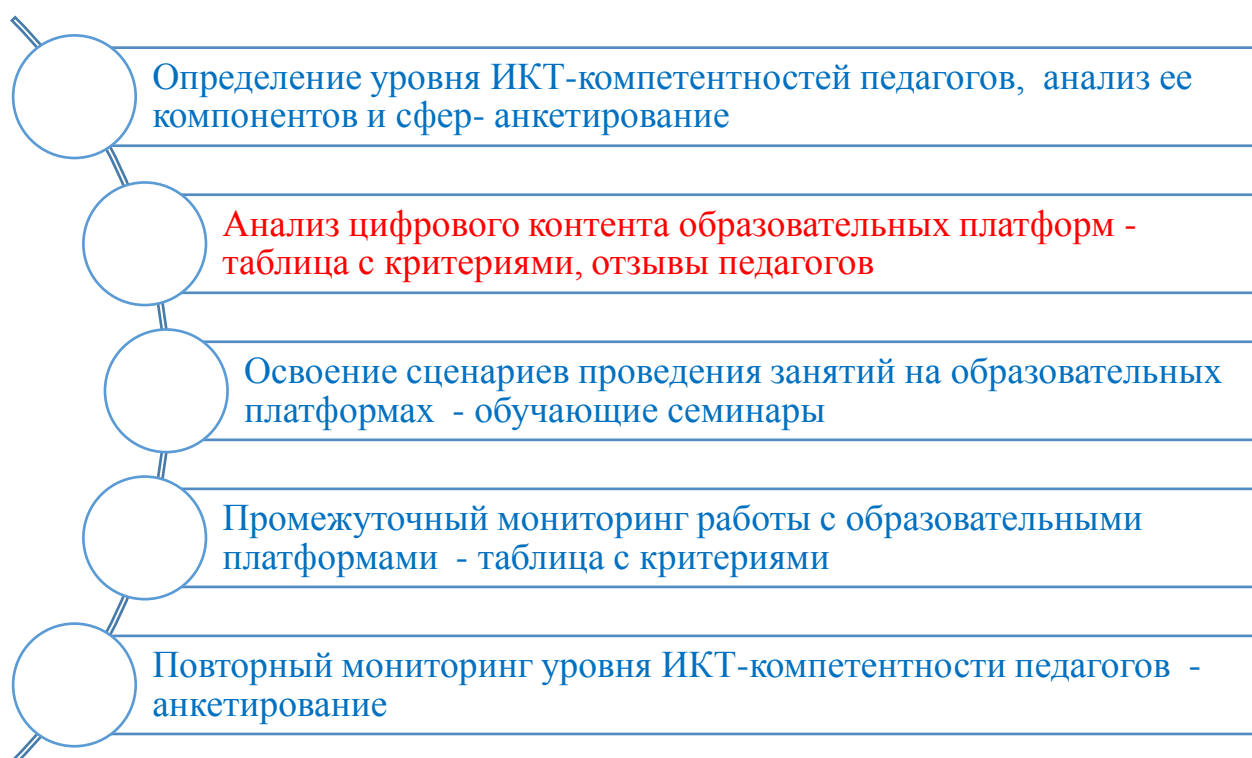 Определение уровня ИКТ-компетентностей педагогов,  анализ ее
компонентов и сфер- анкетирование
Анализ цифрового контента образовательных платформ -
таблица с критериями, отзывы педагогов
Освоение сценариев проведения занятий на образовательных
платформах  - обучающие семинары
Промежуточный мониторинг работы с образовательными
платформами  - таблица с критериями
Повторный мониторинг уровня ИКТ-компетентности педагогов  -
анкетирование